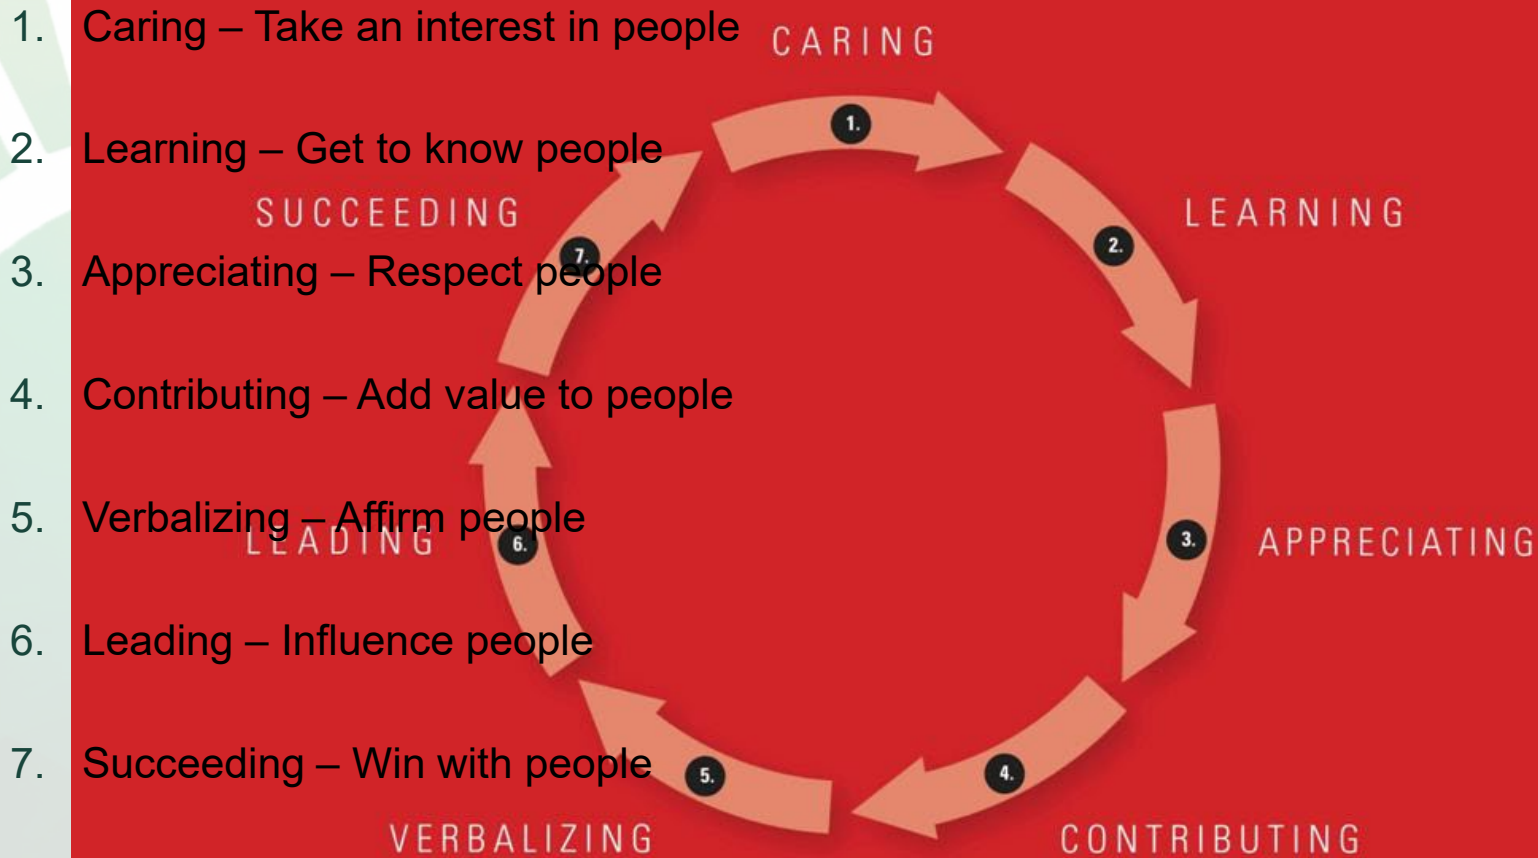 1. Caring – Take an interest in people
2. Learning – Get to know people
3. Appreciating – Respect people
4. Contributing – Add value to people
5. Verbalizing – Affirm people
6. Leading – Influence people
7. Succeeding – Win with people
CARING
1.
LEARNING
2.
APPRECIATING
3.
CONTRIBUTING
4.
VERBALIZING
5.
LEADING
6.
SUCCEEDING
7.